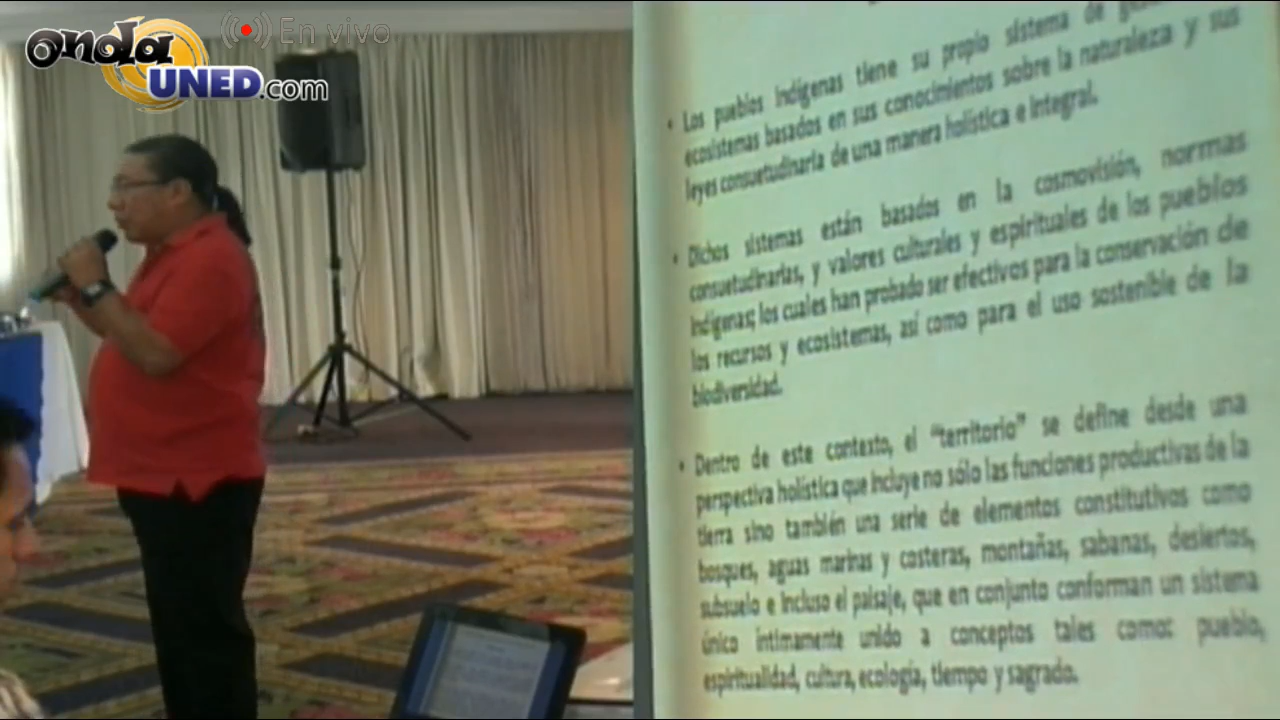 onda
UNED.com
En vivo
su propio sistema de
• Los pueblos Indígenas tiene
ecosistemas basados en sus conocimientos sobre la naturaleza y sus
leyes consuetudinaria de una manera holística e integral.
• Dichos sistemas están basados en la cosmovisión, normas
consuetudinarias, y valores culturales y espirituales de los pueblos
indígenas; los cuales han probado ser efectivos para la conservación de
los recursos y ecosistemas, así como para el uso sostenible de la
biodiversidad.
• Dentro de este contexto, el "territorio" se define desde una
perspectiva holística que incluye no sólo las funciones productivas de la
tierra sino también una serie de elementos constitutivos como
bosques, aguas marinas y costeras, montañas, sabanas, desiertos,
subsuelo e incluso el paisaje, que en conjunto conforman un sistema
único íntimamente unido a conceptos tales como: pueblo,
espiritualidad, cultura, ecología, tiempo y sagrado.